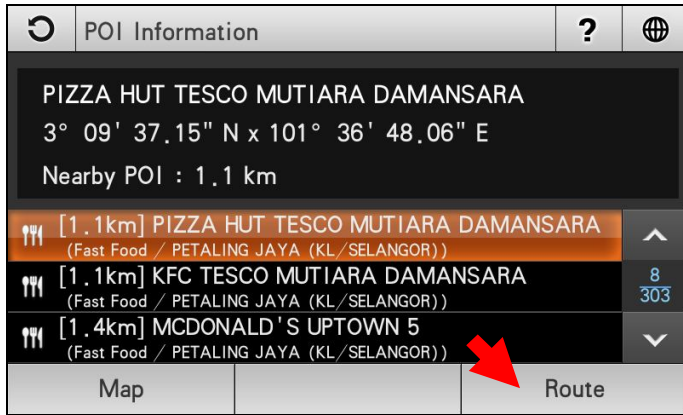 POI Information ?
PIZZA HUT TESCO MUTIARA DAMANSARA
3° 09' 37.15" N x 101° 36' 48.06" E
Nearby POI : 1.1 km
[1.1km] PIZZA HUT TESCO MUTIARA DAMANSARA
(Fast Food / PETALING JAYA (KL/SELANGOR))
[1.1km] KFC TESCO MUTIARA DAMANSARA
(Fast Food / PETALING JAYA (KL/SELANGOR))
8
303
[1.4km] MCDONALD'S UPTOWN 5
(Fast Food / PETALING JAYA (KL/SELANGOR))
Map Route